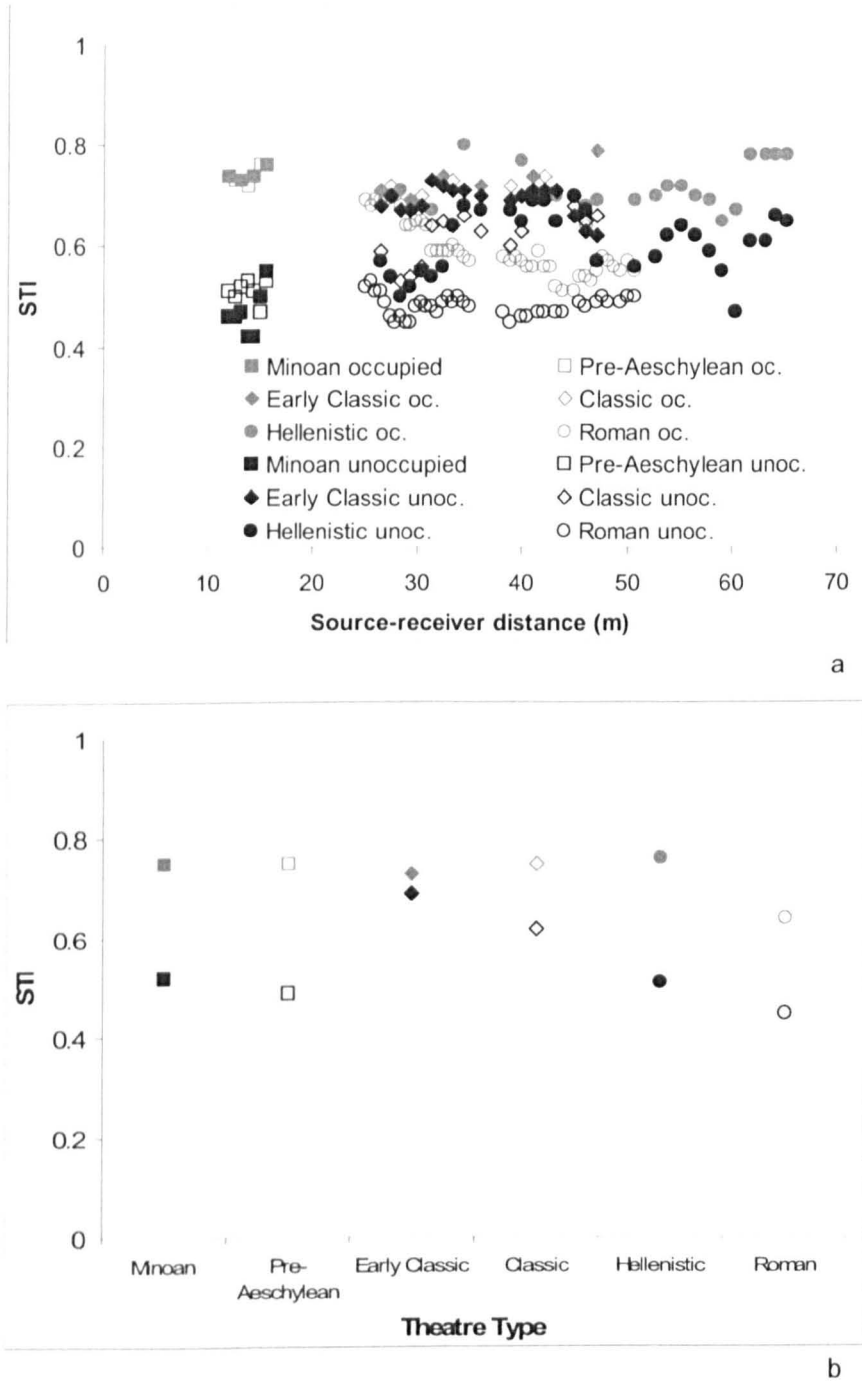 1
0.8
0.6
0.4
0.2
0
STI
Minoan occupied
Pre-Aeschylean oc.
Early Classic oc.
Classic oc.
Hellenistic oc.
Roman oc.
Minoan unoccupied
Pre-Aeschylean unoc.
Early Classic unoc.
Classic unoc.
Hellenistic unoc.
Roman unoc.
0 10 20 30 40 50 60 70
Source-receiver distance (m)
a
1
0.8
0.6
0.4
0.2
0
STI
Minoan Pre- Early Classic Classic Hellenistic Roman
Aeschylean
Theatre Type
b